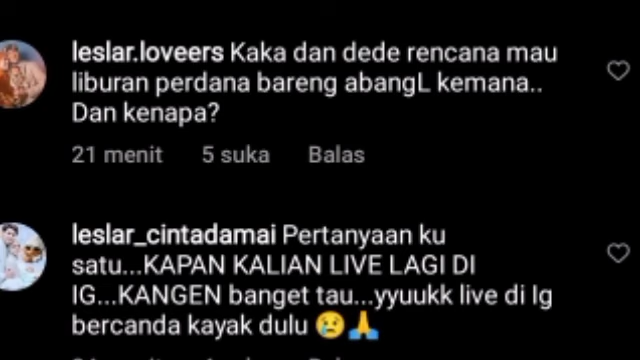 leslar.loveers Kaka dan dede rencana mau
liburan perdana bareng abangL kemana..
Dan kenapa?
21 menit 5 suka Balas
leslar_cintadamai Pertanyaan ku
satu...KAPAN KALIAN LIVE LAGI DI
IG...KANGEN banget tau...yyuukk live di Ig
bercanda kayak dulu 😢🙏